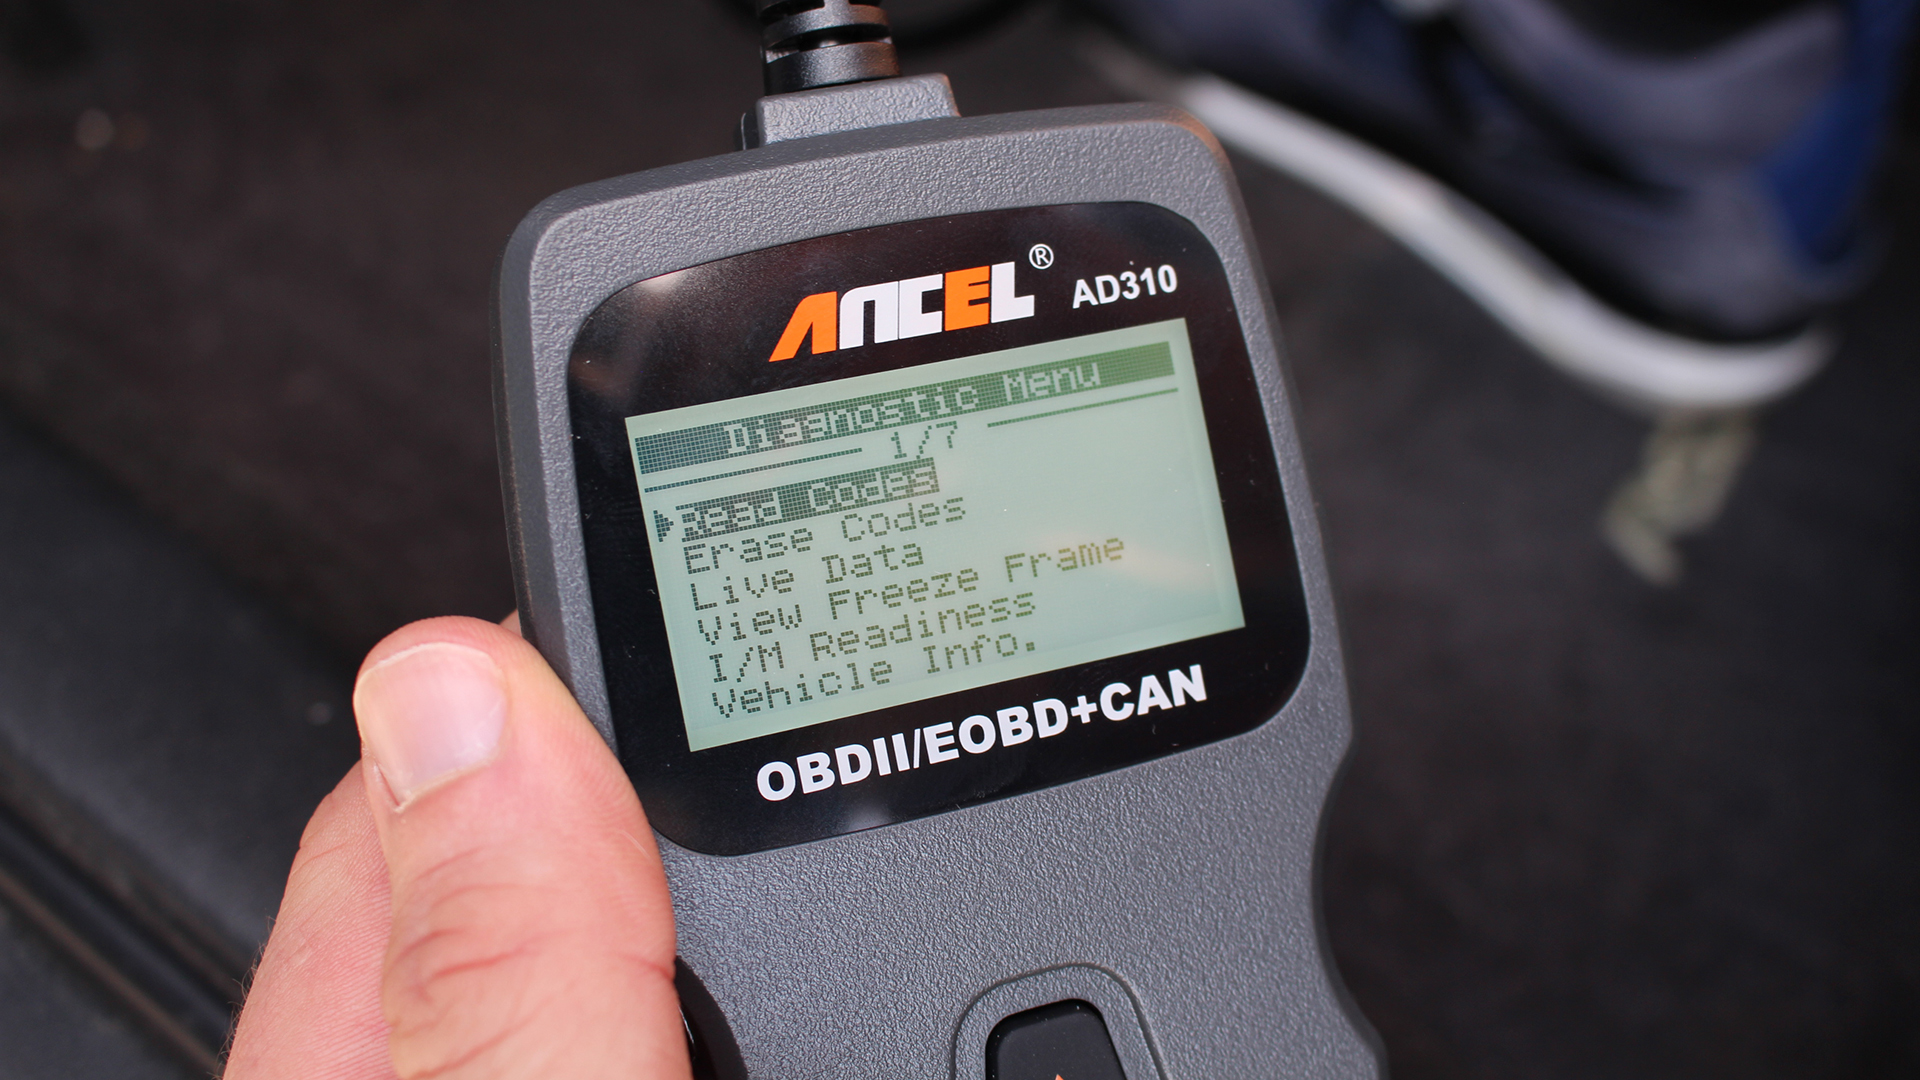 ANCEL® AD310
Diagnostic Menu
1/7
Read Codes
Erase Codes
Live Data
View Freeze Frame
I/M Readiness
Vehicle Info.
OBDII/EOBD+CAN